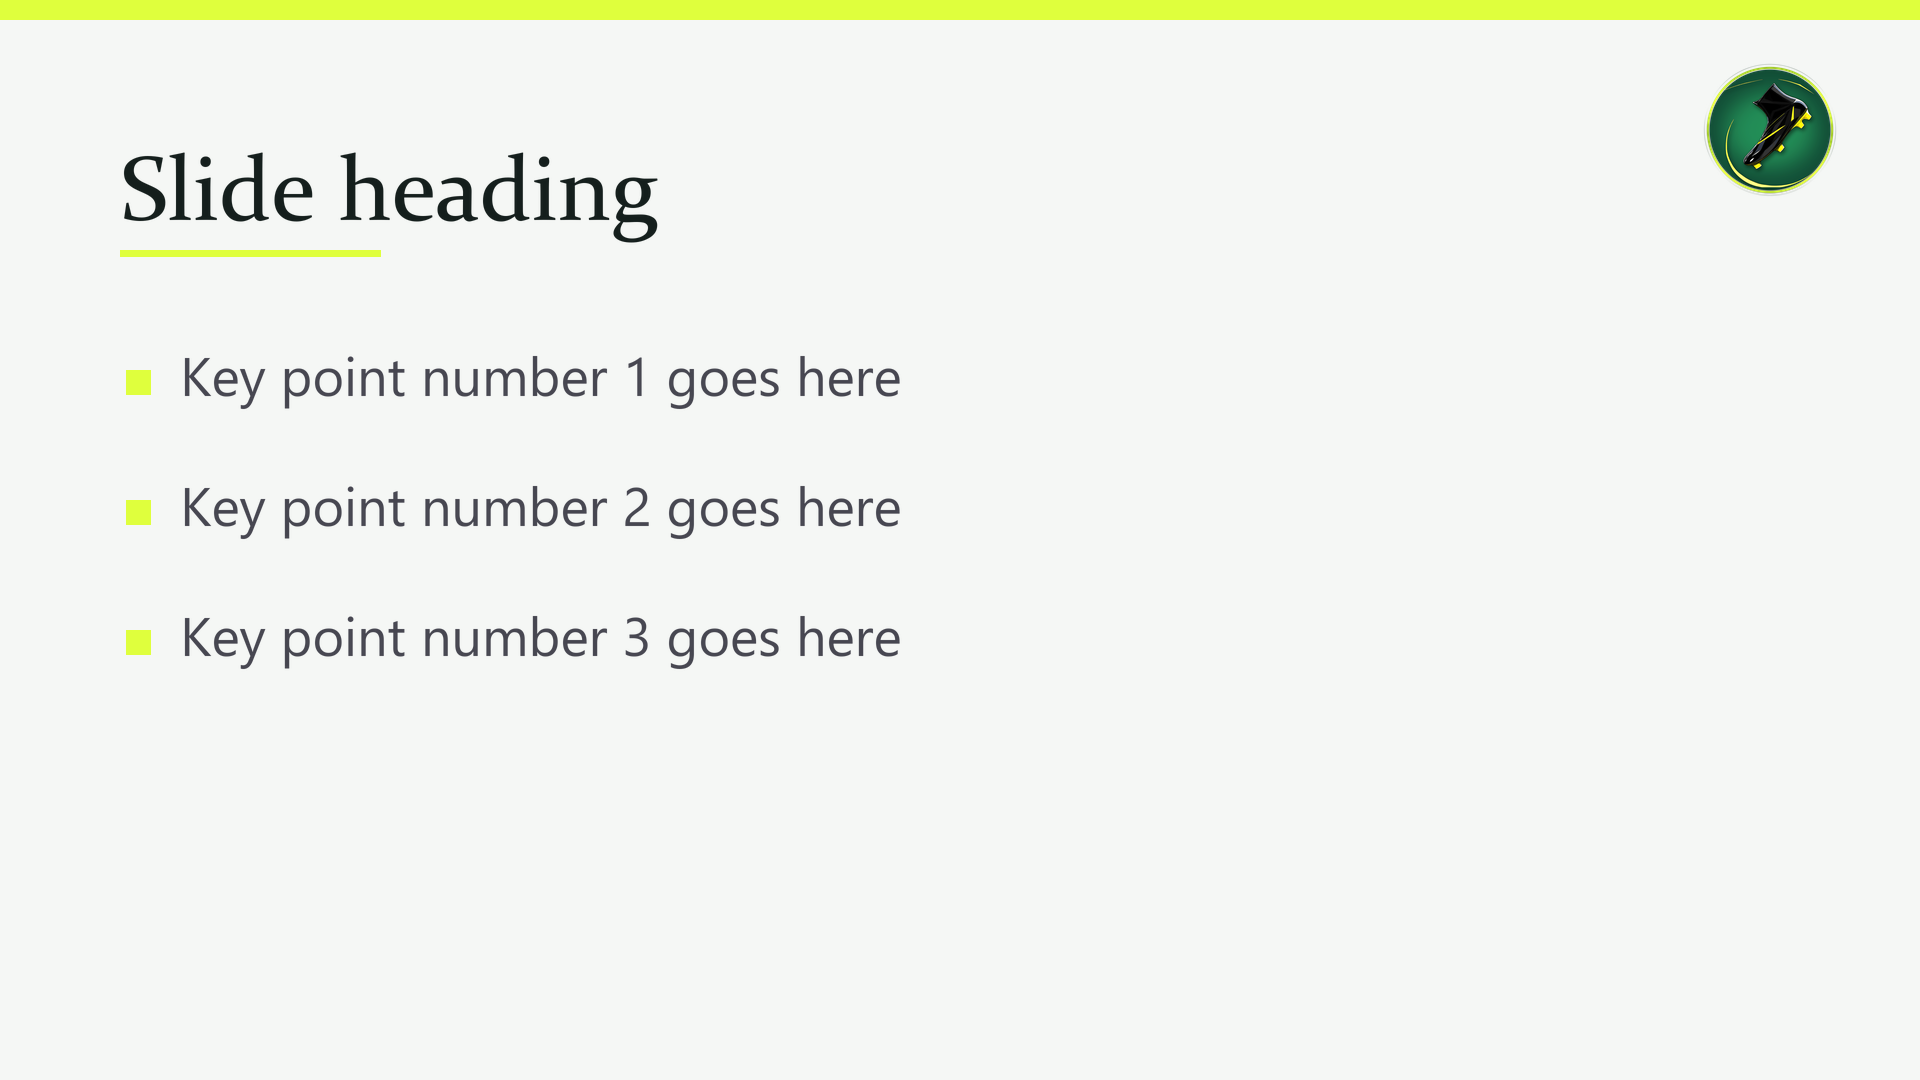 Slide heading
Key point number 1 goes here
Key point number 2 goes here
Key point number 3 goes here